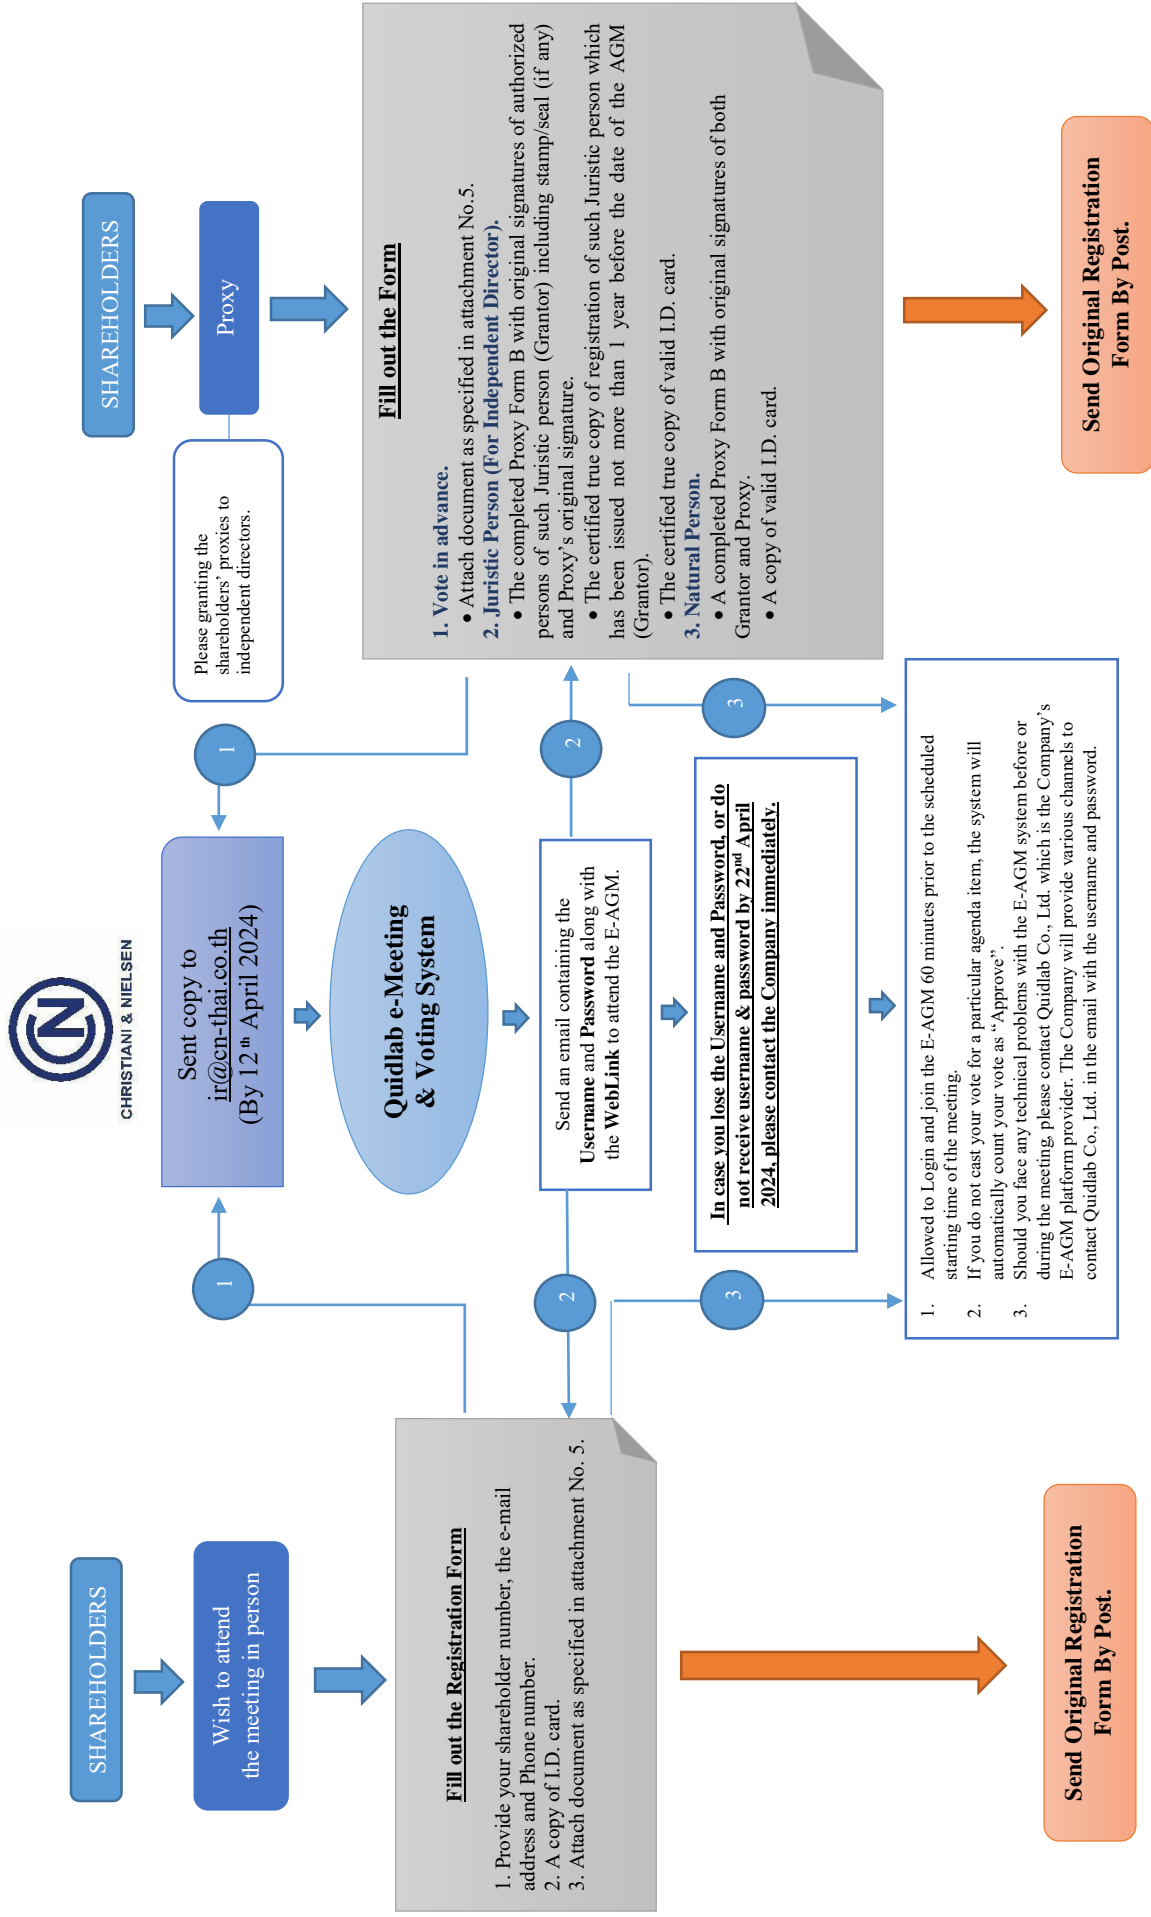 CN
CHRISTIANI & NIELSEN
SHAREHOLDERS
Wish to attend
the meeting in person
Fill out the Registration Form
1. Provide your shareholder number, the e-mail
address and Phone number.
2. A copy of I.D. card.
3. Attach document as specified in attachment No. 5.
Send Original Registration
Form By Post.
1
2
3
Sent copy to
ir@cn-thai.co.th
(By 12 th April 2024)
Quidlab e-Meeting
& Voting System
Send an email containing the
Username and Password along with
the WebLink to attend the E-AGM.
In case you lose the Username and Password, or do
not receive username & password by 22nd April
2024, please contact the Company immediately.
1. Allowed to Login and join the E-AGM 60 minutes prior to the scheduled
starting time of the meeting.
2. If you do not cast your vote for a particular agenda item, the system will
automatically count your vote as “Approve”.
3. Should you face any technical problems with the E-AGM system before or
during the meeting, please contact Quidlab Co., Ltd. which is the Company’s
E-AGM platform provider. The Company will provide various channels to
contact Quidlab Co., Ltd. in the email with the username and password.
1
2
3
SHAREHOLDERS
Proxy
Please granting the
shareholders’ proxies to
independent directors.
Fill out the Form
1. Vote in advance.
• Attach document as specified in attachment No.5.
2. Juristic Person (For Independent Director).
• The completed Proxy Form B with original signatures of authorized
persons of such Juristic person (Grantor) including stamp/seal (if any)
and Proxy’s original signature.
• The certified true copy of registration of such Juristic person which
has been issued not more than 1 year before the date of the AGM
(Grantor).
• The certified true copy of valid I.D. card.
3. Natural Person.
• A completed Proxy Form B with original signatures of both
Grantor and Proxy.
• A copy of valid I.D. card.
Send Original Registration
Form By Post.